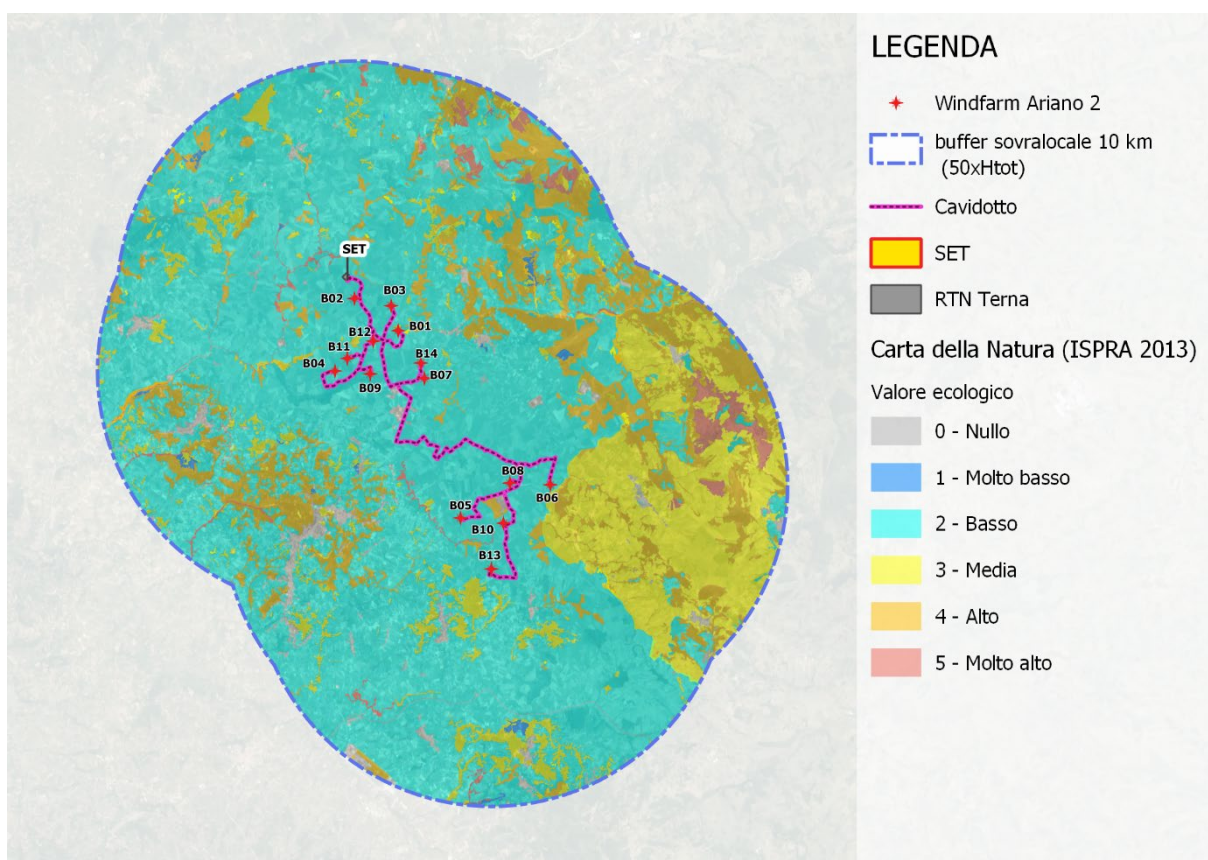 LEGENDA
Windfarm Ariano 2
buffer sovralocale 10 km
(50xHtot)
Cavidotto
SET
RTN Terna
Carta della Natura (ISPRA 2013)
Valore ecologico
0 - Nullo
1 - Molto basso
2 - Basso
3 - Media
4 - Alto
5 - Molto alto
SET
B02
B03
B01
B12
B11
B04
B09
B14
B07
B08
B06
B05
B10
B13